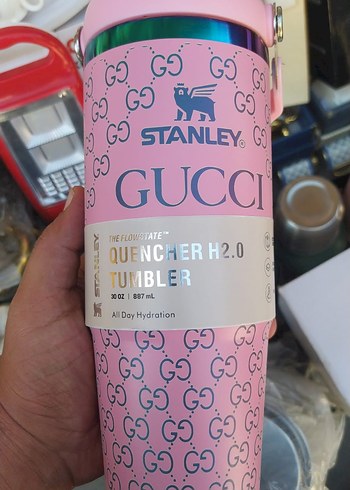 STANLEY®
GUCCI
STANLEY
THE FLOWSTATE™
QUENCHER H2.0
TUMBLER
30 OZ | 887 mL
All Day Hydration